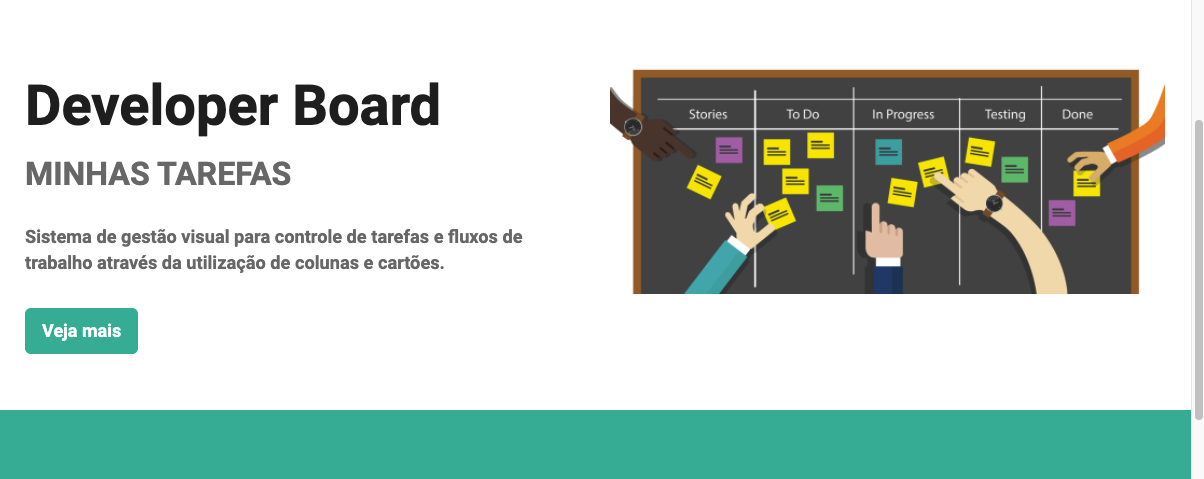 Developer Board
MINHAS TAREFAS
Sistema de gestão visual para controle de tarefas e fluxos de
trabalho através da utilização de colunas e cartões.
Veja mais
Stories To Do In Progress Testing Done